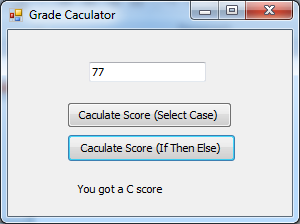 Grade Caculator
77
Caculate Score (Select Case)
Caculate Score (If Then Else)
You got a C score